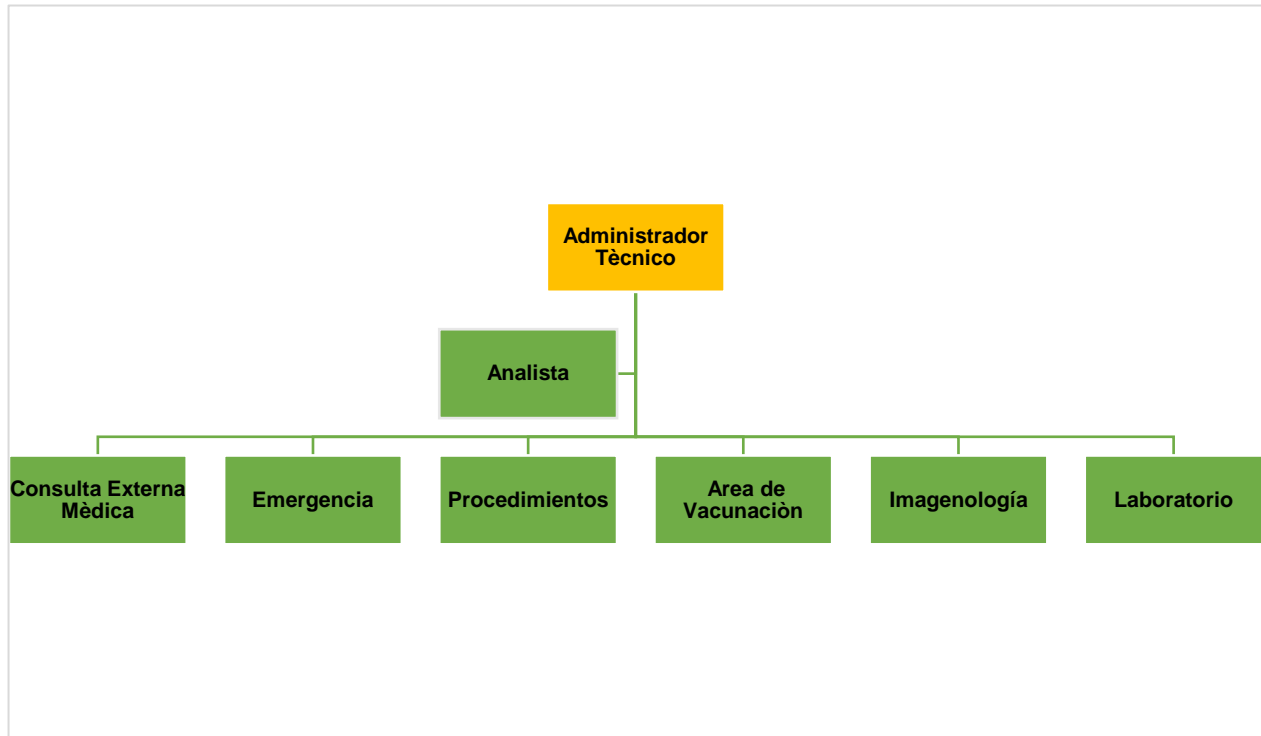 Administrador
Tècnico
Analista
Consulta Externa
Mèdica
Emergencia
Procedimientos
Area de
Vacunaciòn
Imagenología
Laboratorio